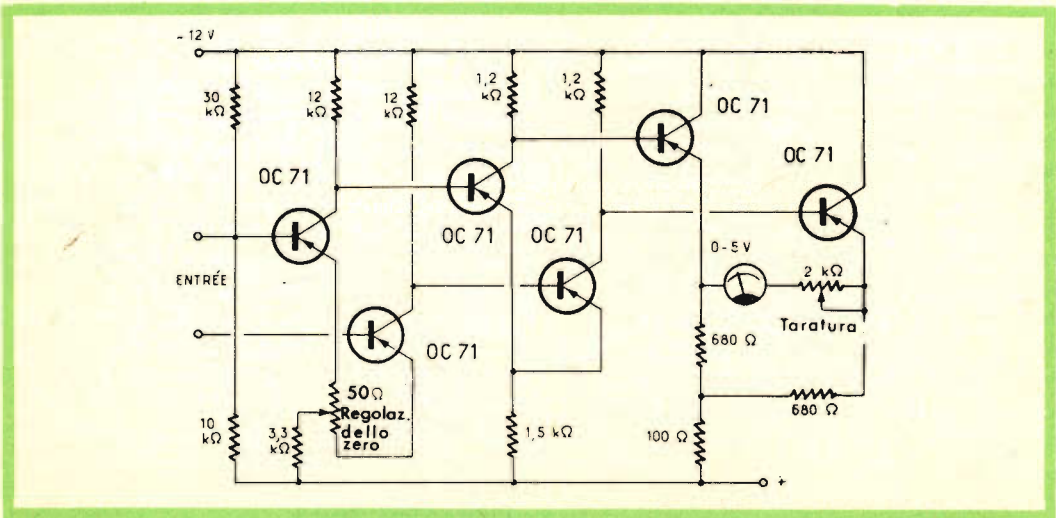 - 12 V
30
kΩ
12
kΩ
12
kΩ
1,2
kΩ
1,2
kΩ
OC 71
OC 71
OC 71
OC 71
OC 71
OC 71
ENTRÉE
0-5 V
2 kΩ
Taratura
680 Ω
680 Ω
50Ω
Regolaz.
dello
zero
10
kΩ
3,3
kΩ
1,5 kΩ
100 Ω
+